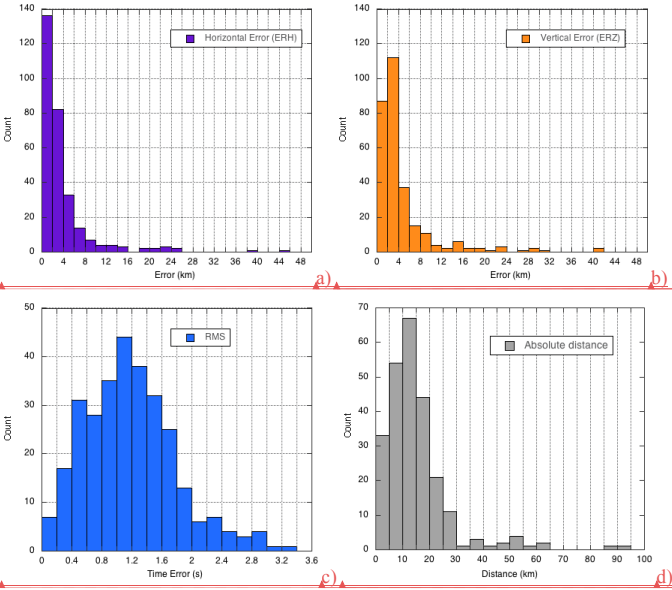 140
120
100
80
60
40
20
0
Count
Horizontal Error (ERH)
0 4 8 12 16 20 24 28 32 36 40 44 48
Error (km)
a)
140
120
100
80
60
40
20
0
Count
Vertical Error (ERZ)
0 4 8 12 16 20 24 28 32 36 40 44 48
Error (km)
b)
50
40
30
20
10
0
Count
RMS
0 0.4 0.8 1.2 1.6 2 2.4 2.8 3.2 3.6
Time Error (s)
c)
70
60
50
40
30
20
10
0
Count
Absolute distance
0 10 20 30 40 50 60 70 80 90 100
Distance (km)
d)